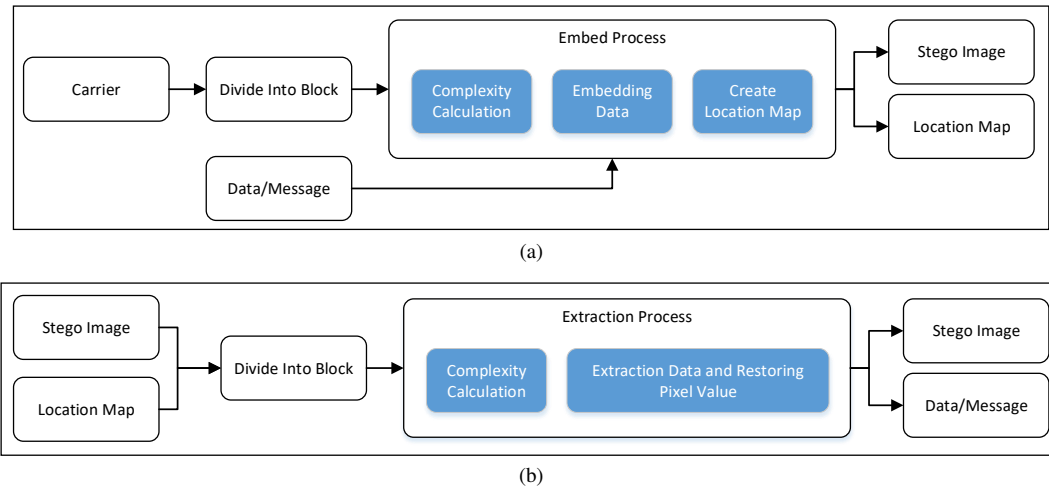 Embed Process
Stego Image
Carrier
Divide Into Block
Complexity
Calculation
Embedding
Data
Create
Location Map
Location Map
Data/Message
(a)
Extraction Process
Stego Image
Stego Image
Divide Into Block
Complexity
Calculation
Extraction Data and Restoring
Pixel Value
Location Map
Data/Message
(b)